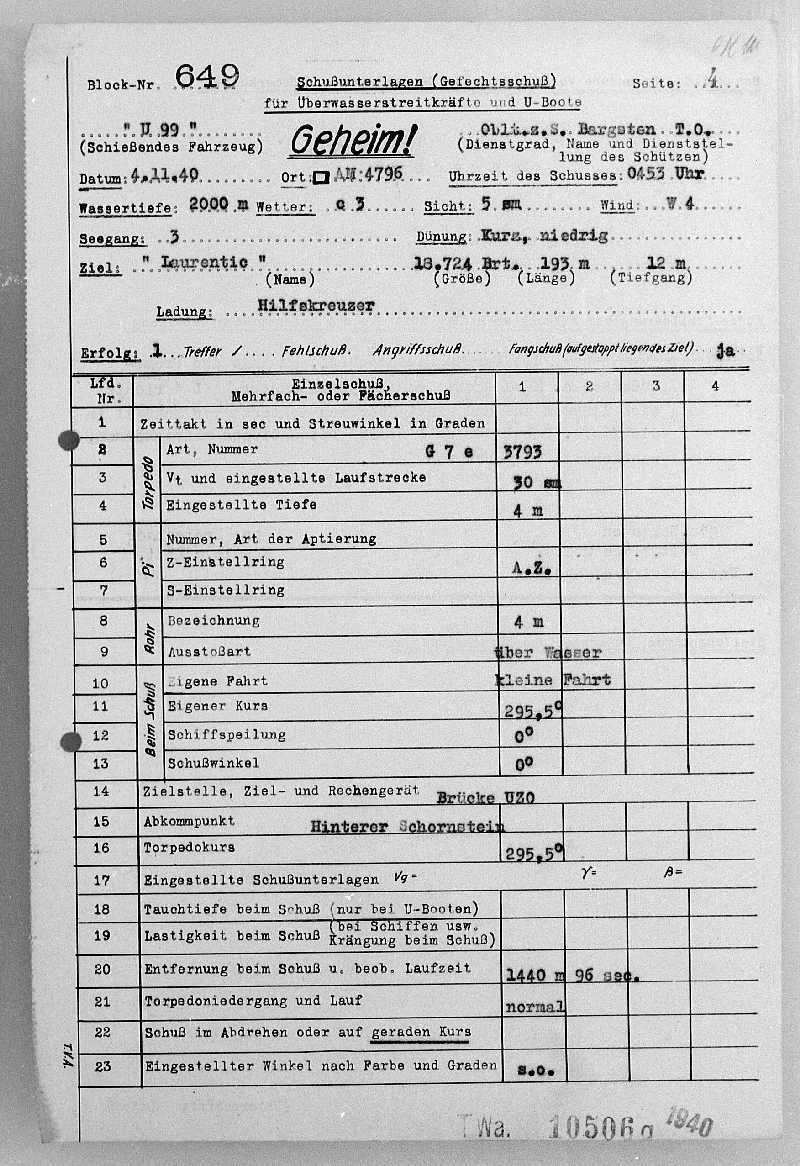 Block-Nr. 649 Schußunterlagen (Gefechtsschuß) Seite: 4
für Überwasserstreitkräfte und U-Boote
" U 99 " Geheim! Oblt.z.S. Bargsten T.O.
(Schießendes Fahrzeug) (Dienstgrad, Name und Dienststel-
lung des Schützen)
Datum: 4.11.40 Ort: AM:4796 Uhrzeit des Schusses: 0453 Uhr
Wassertiefe: 2000 m Wetter: c 3 Sicht: 5 sm Wind: W 4
Seegang: 3 Dünung: Kurz, niedrig
Ziel: " Laurentic " 18.724 Brt. 193 m 12 m
(Name) (Größe) (Länge) (Tiefgang)
Ladung: Hilfskreuzer
Erfolg: 1 Treffer / Fehlschuß. Angriffsschuß Fangschuß (auf gestoppt liegendes Ziel) ja
Lfd. Nr. Einzelschuß, Mehrfach- oder Fächerschuß 1 2 3 4
1 Zeittakt in sec und Streuwinkel in Graden
Torpedo
2 Art, Nummer G 7 e 3793
3 Vt und eingestellte Laufstrecke 30 sm
4 Eingestellte Tiefe 4 m
Pi
5 Nummer, Art der Aptierung
6 Z-Einstellring A.Z.
7 S-Einstellring
Rohr
8 Bezeichnung 4 m
9 Ausstoßart über Wasser
Beim Schuß
10 Eigene Fahrt kleine Fahrt
11 Eigener Kurs 295,5°
12 Schiffspeilung 0°
13 Schußwinkel 0°
14 Zielstelle, Ziel- und Rechengerät Brücke UZO
15 Abkommpunkt Hinterer Schornstein
16 Torpedokurs 295,5°
17 Eingestellte Schußunterlagen Vg= γ= β=
18 Tauchtiefe beim Schuß (nur bei U-Booten)
19 Lastigkeit beim Schuß (bei Schiffen usw. Krängung beim Schuß)
20 Entfernung beim Schuß u. beob. Laufzeit 1440 m 96 sec.
21 Torpedoniedergang und Lauf normal
22 Schuß im Abdrehen oder auf geraden Kurs
23 Eingestellter Winkel nach Farbe und Graden s.o.
TWa. 10506g 1940